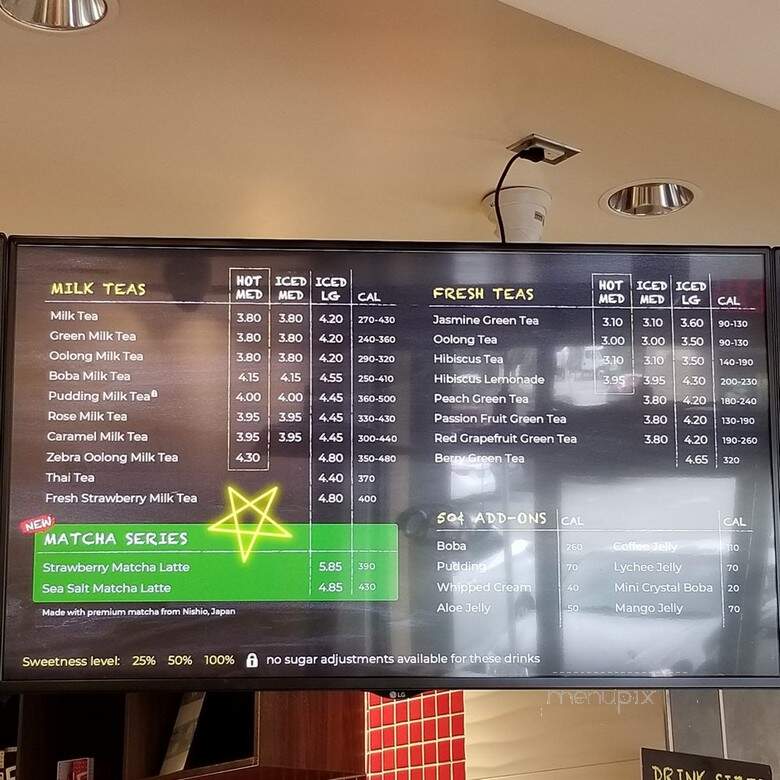 MILK TEAS HOT MED ICED MED ICED LG CAL
Milk Tea 3.80 3.80 4.20 270-430
Green Milk Tea 3.80 3.80 4.20 240-360
Oolong Milk Tea 3.80 3.80 4.20 290-320
Boba Milk Tea 4.15 4.15 4.55 250-410
Pudding Milk Tea 4.00 4.00 4.45 360-500
Rose Milk Tea 3.95 3.95 4.45 330-430
Caramel Milk Tea 3.95 3.95 4.45 300-440
Zebra Oolong Milk Tea 4.30 4.80 350-480
Thai Tea 4.40 370
Fresh Strawberry Milk Tea 4.80 400
NEW
MATCHA SERIES
Strawberry Matcha Latte 5.85 390
Sea Salt Matcha Latte 4.85 430
Made with premium matcha from Nishio, Japan
FRESH TEAS HOT MED ICED MED ICED LG CAL
Jasmine Green Tea 3.10 3.10 3.60 90-130
Oolong Tea 3.00 3.00 3.50 90-130
Hibiscus Tea 3.10 3.10 3.50 140-190
Hibiscus Lemonade 3.95 3.95 4.30 200-230
Peach Green Tea 3.80 4.20 180-240
Passion Fruit Green Tea 3.80 4.20 130-190
Red Grapefruit Green Tea 3.80 4.20 190-260
Berry Green Tea 4.65 320
50¢ ADD-ONS CAL CAL
Boba 260 Coffee Jelly 110
Pudding 70 Lychee Jelly 70
Whipped Cream 40 Mini Crystal Boba 20
Aloe Jelly 50 Mango Jelly 70
Sweetness level: 25% 50% 100% no sugar adjustments available for these drinks
LG
menupix
DRINK SIZE